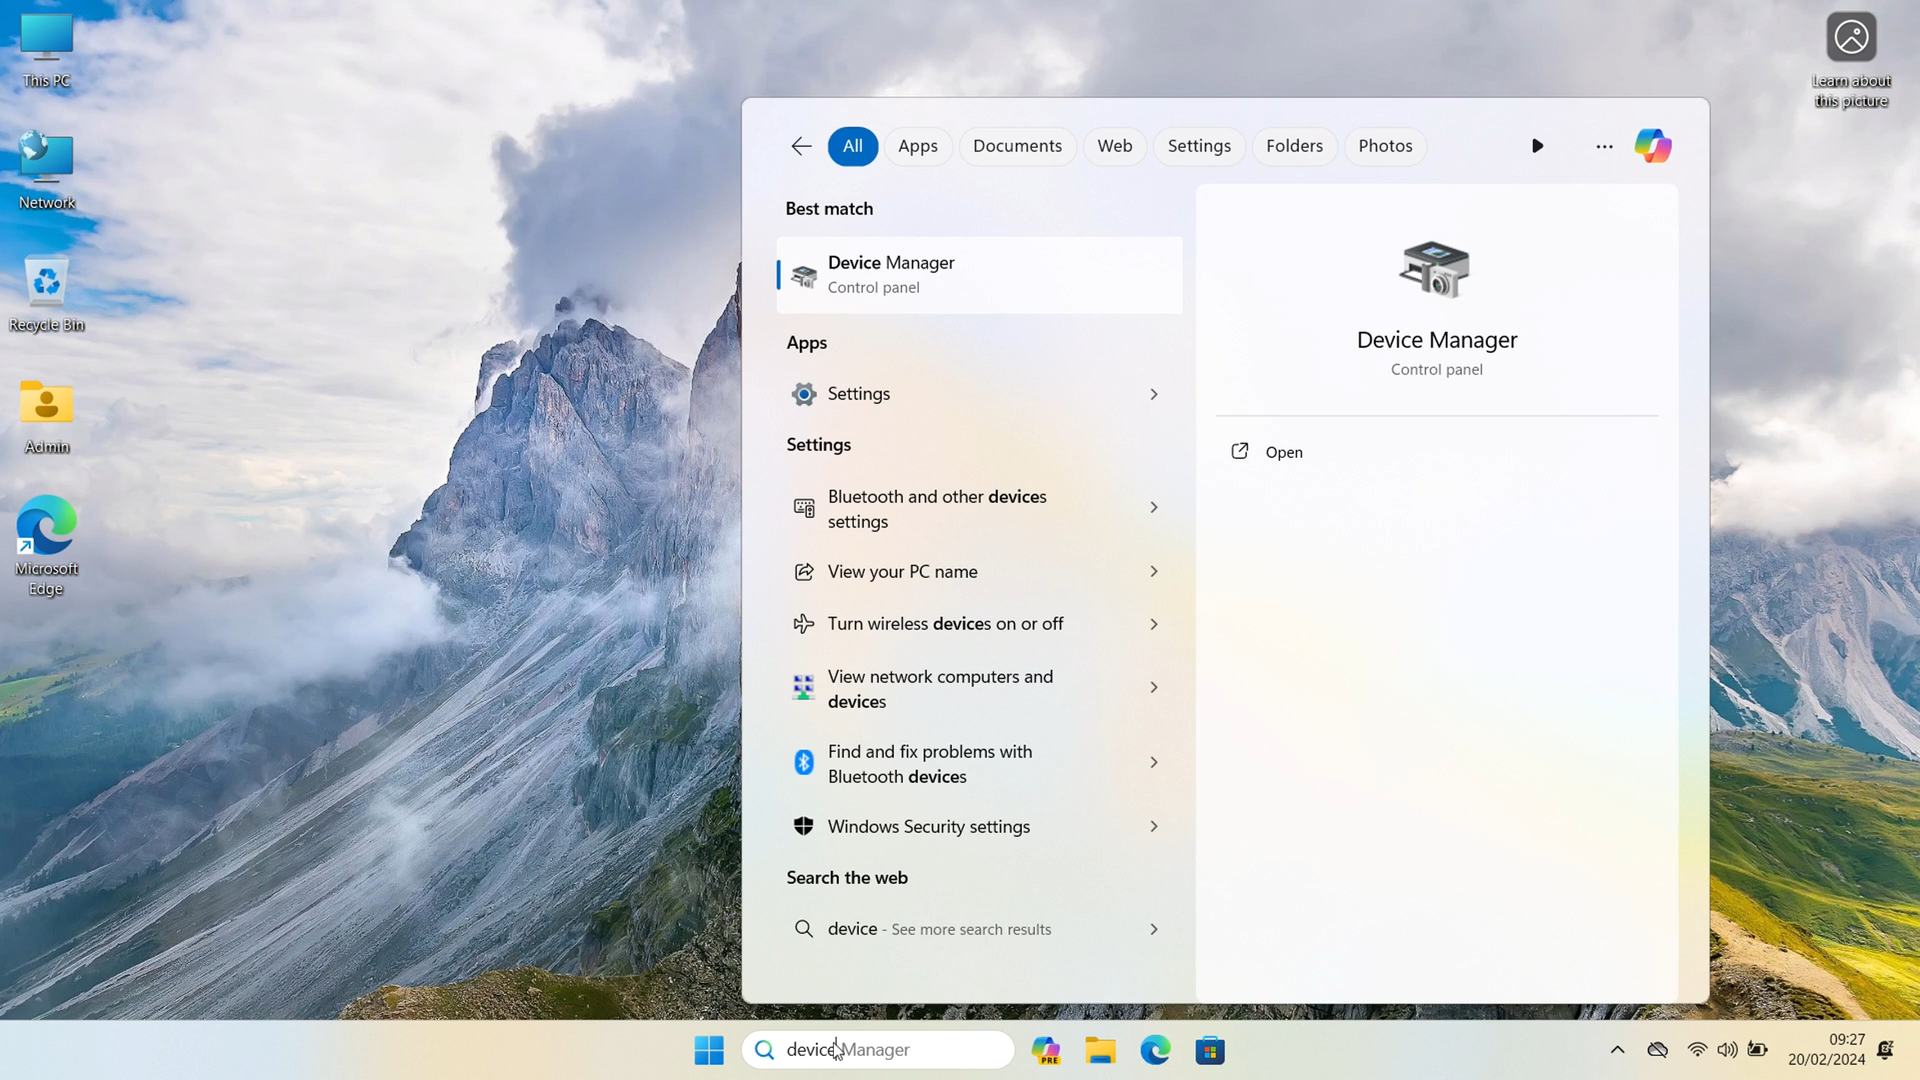 This PC
Network
Recycle Bin
Admin
Microsoft
Edge
Learn about
this picture
All
Apps
Documents
Web
Settings
Folders
Photos
Best match
Device Manager
Control panel
Apps
Settings
Settings
Bluetooth and other devices
settings
View your PC name
Turn wireless devices on or off
View network computers and
devices
Find and fix problems with
Bluetooth devices
Windows Security settings
Search the web
device - See more search results
Device Manager
Control panel
Open
device Manager
PRE
09:27
20/02/2024